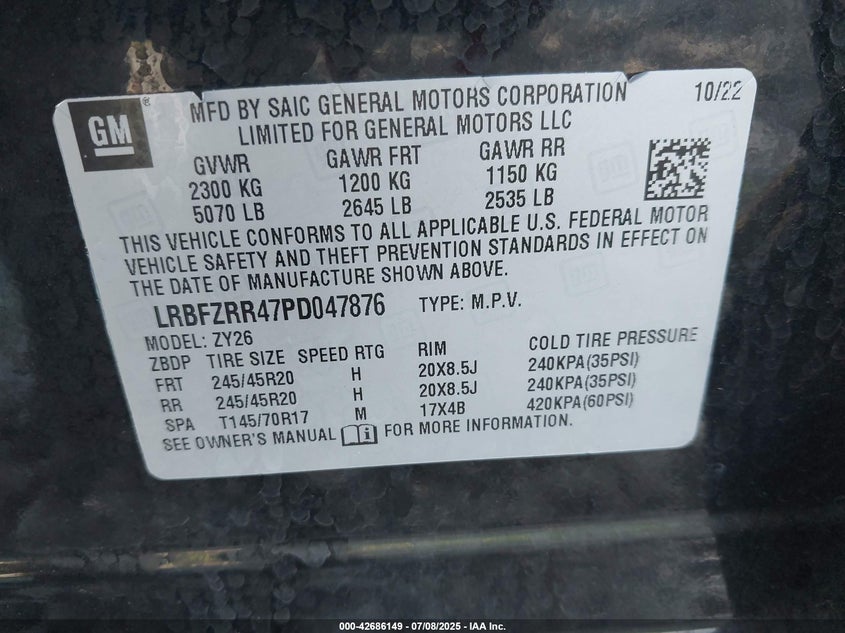 GM ® MFD BY SAIC GENERAL MOTORS CORPORATION 10/22
LIMITED FOR GENERAL MOTORS LLC
GVWR GAWR FRT GAWR RR
2300 KG 1200 KG 1150 KG
5070 LB 2645 LB 2535 LB
THIS VEHICLE CONFORMS TO ALL APPLICABLE U.S. FEDERAL MOTOR
VEHICLE SAFETY AND THEFT PREVENTION STANDARDS IN EFFECT ON
THE DATE OF MANUFACTURE SHOWN ABOVE.
LRBFZRR47PD047876 TYPE: M.P.V.
MODEL: ZY26
ZBDP TIRE SIZE SPEED RTG RIM COLD TIRE PRESSURE
FRT 245/45R20 H 20X8.5J 240KPA(35PSI)
RR 245/45R20 H 20X8.5J 240KPA(35PSI)
SPA T145/70R17 M 17X4B 420KPA(60PSI)
SEE OWNER'S MANUAL FOR MORE INFORMATION.
000-42686149 - 07/08/2025 - IAA Inc.